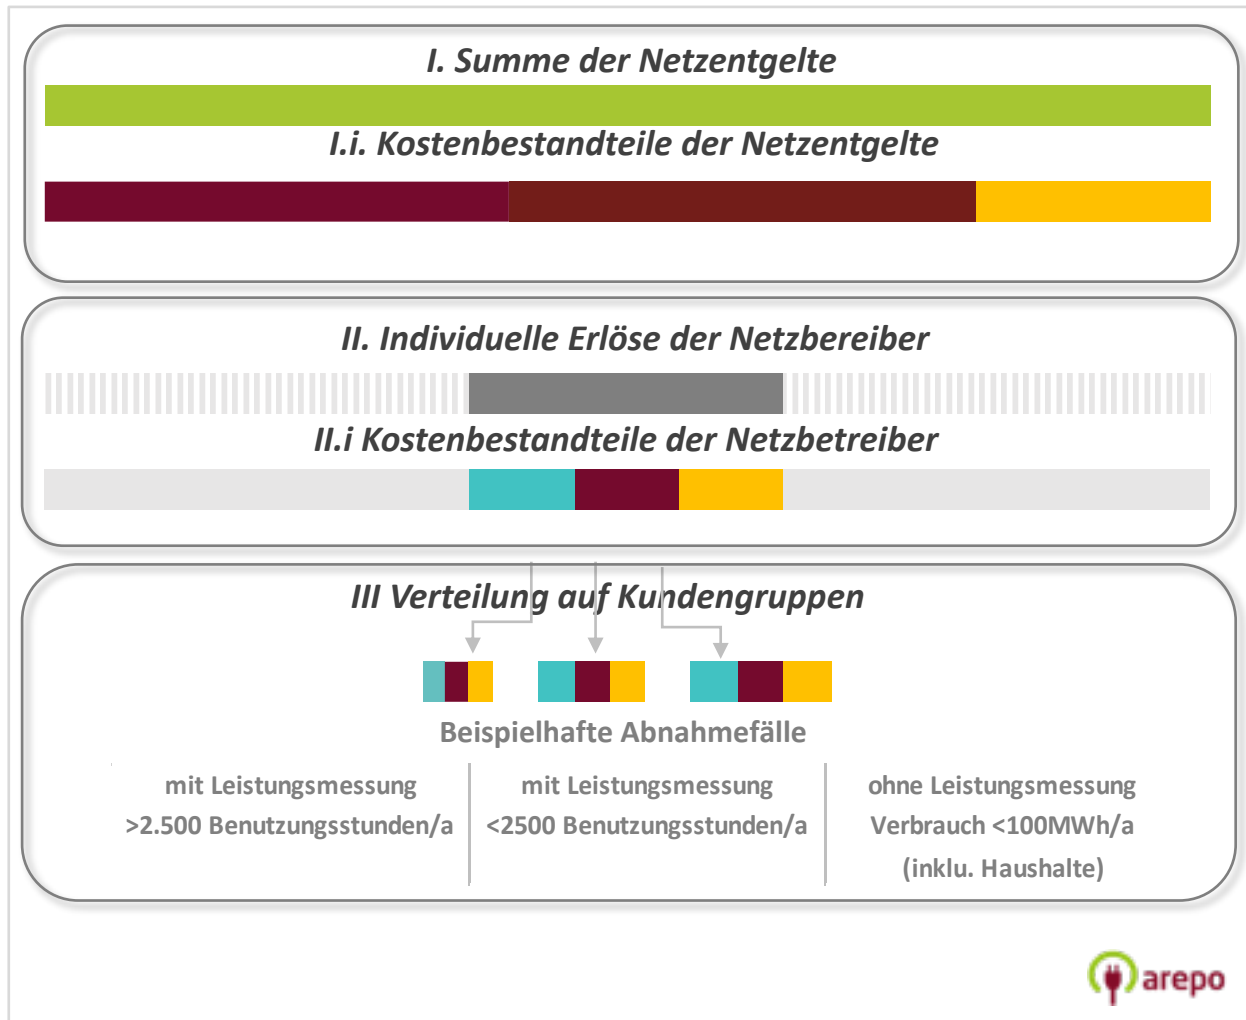 I. Summe der Netzentgelte
I.i. Kostenbestandteile der Netzentgelte
II. Individuelle Erlöse der Netzbereiber
II.i Kostenbestandteile der Netzbetreiber
III Verteilung auf Kundengruppen
Beispielhafte Abnahmefälle
mit Leistungsmessung
>2.500 Benutzungsstunden/a
mit Leistungsmessung
<2500 Benutzungsstunden/a
ohne Leistungsmessung
Verbrauch <100MWh/a
(inklu. Haushalte)
arepo